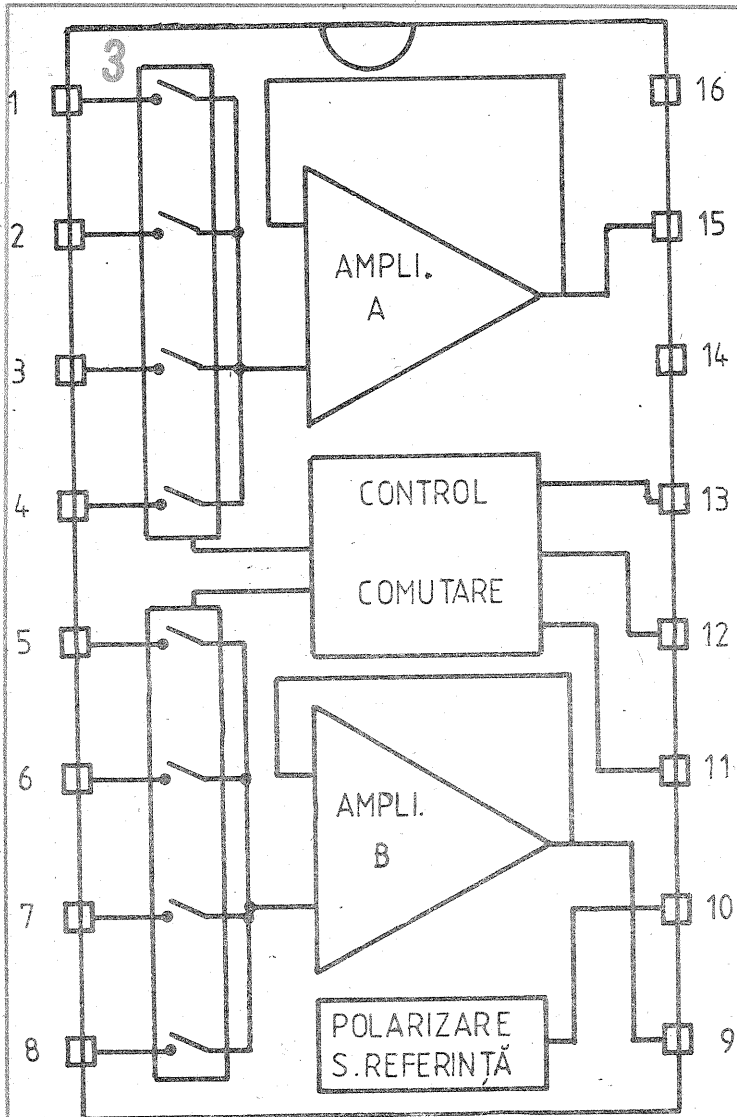 3
1
2
3
4
5
6
7
8
16
15
14
13
12
11
10
9
AMPLI.
A
CONTROL
COMUTARE
AMPLI.
B
POLARIZARE
S.REFERINȚĂ